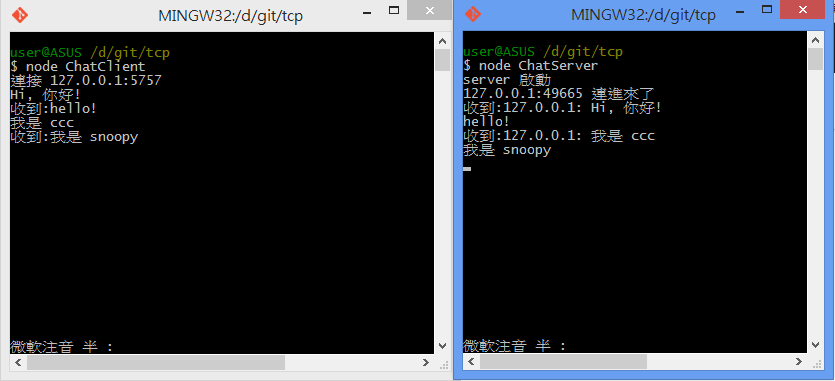 MINGW32:/d/git/tcp
user@ASUS /d/git/tcp
$ node ChatClient
連接 127.0.0.1:5757
Hi, 你好!
收到:hello!
我是 ccc
收到:我是 snoopy
微軟注音 半 :
MINGW32:/d/git/tcp
user@ASUS /d/git/tcp
$ node ChatServer
server 啟動
127.0.0.1:49665 連進來了
收到:127.0.0.1: Hi, 你好!
hello!
收到:127.0.0.1: 我是 ccc
我是 snoopy
微軟注音 半 :